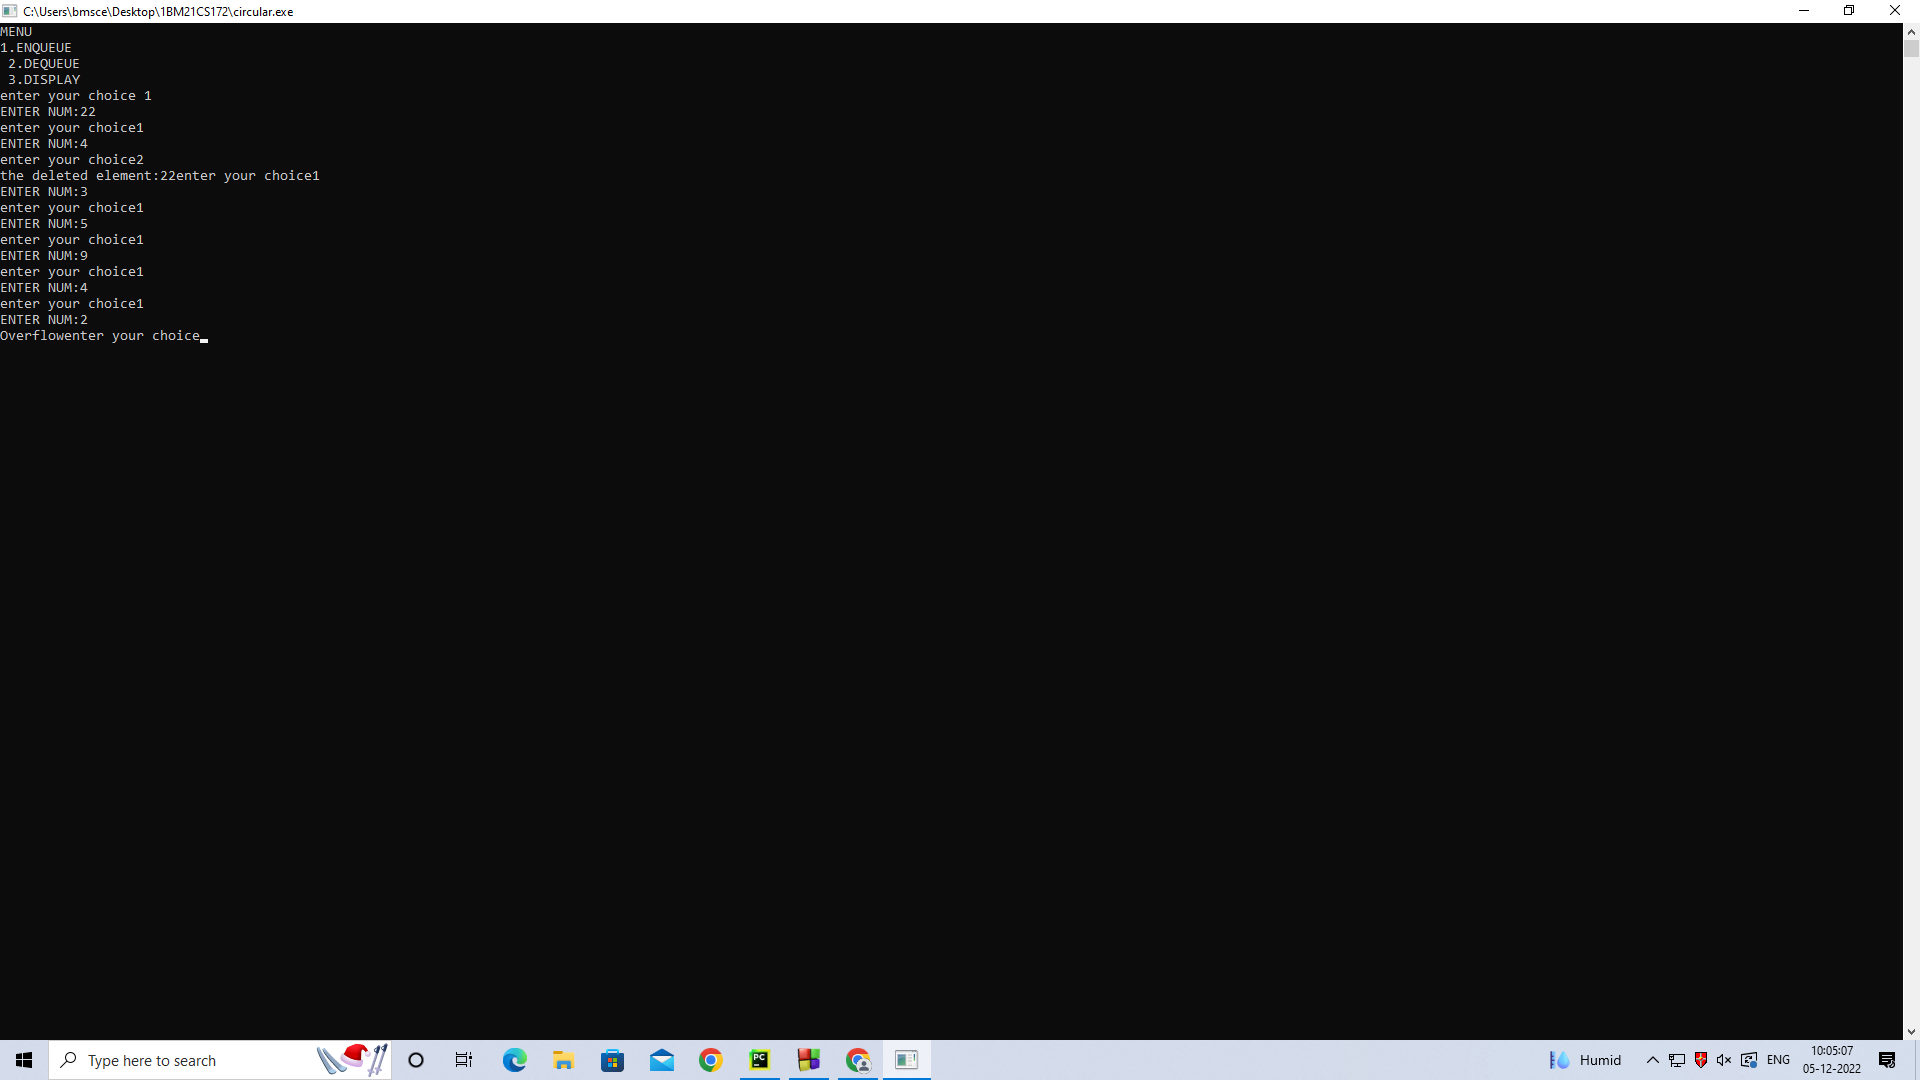 C:\Users\bmsce\Desktop\1BM21CS172\circular.exe
MENU
1.ENQUEUE
 2.DEQUEUE
 3.DISPLAY
enter your choice 1
ENTER NUM:22
enter your choice1
ENTER NUM:4
enter your choice2
the deleted element:22enter your choice1
ENTER NUM:3
enter your choice1
ENTER NUM:5
enter your choice1
ENTER NUM:9
enter your choice1
ENTER NUM:4
enter your choice1
ENTER NUM:2
Overflowenter your choice
Type here to search
PC
Humid
ENG
10:05:07
05-12-2022